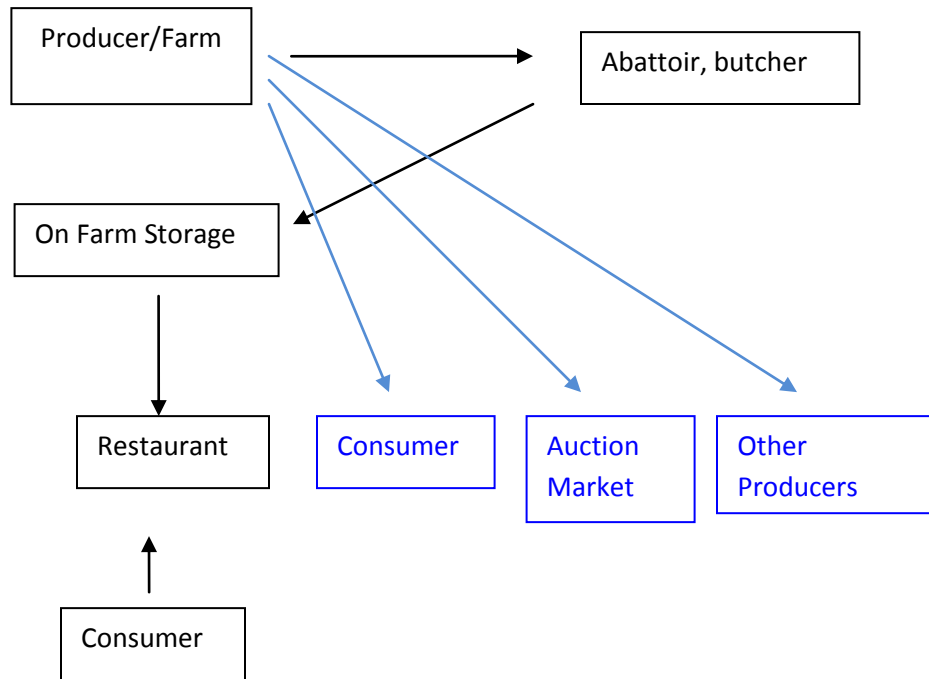 Producer/Farm
Abattoir, butcher
On Farm Storage
Restaurant
Consumer
Auction
Market
Other
Producers
Consumer